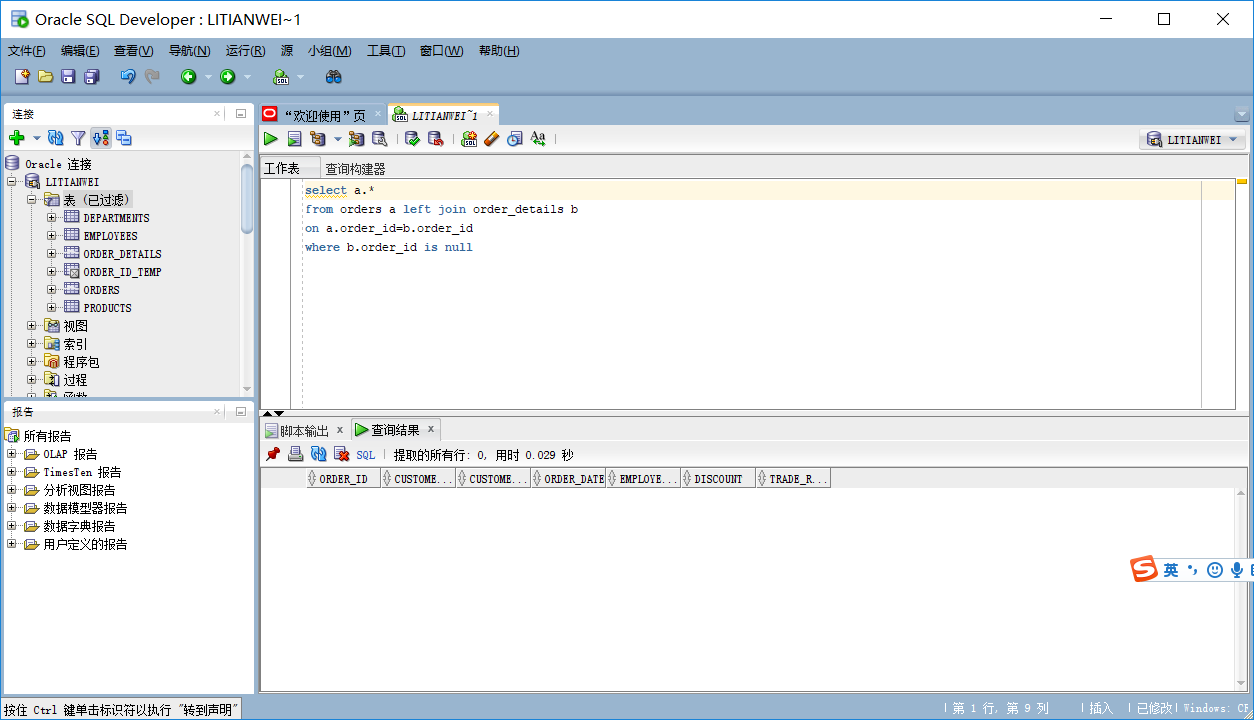 Oracle SQL Developer : LITIANWEI~1
文件(F) 编辑(E) 查看(V) 导航(N) 运行(R) 源 小组(M) 工具(T) 窗口(W) 帮助(H)
连接
Oracle 连接
LITIANWEI
表 (已过滤)
DEPARTMENTS
EMPLOYEES
ORDER_DETAILS
ORDER_ID_TEMP
ORDERS
PRODUCTS
视图
索引
程序包
过程
函数
报告
所有报告
OLAP 报告
TimesTen 报告
分析视图报告
数据模型器报告
数据字典报告
用户定义的报告
“欢迎使用”页 LITIANWEI~1
LITIANWEI
工作表 查询构建器
select a.*
from orders a left join order_details b
on a.order_id=b.order_id
where b.order_id is null
脚本输出 x 查询结果 x
SQL | 提取的所有行: 0, 用时 0.029 秒
ORDER_ID CUSTOME... CUSTOME... ORDER_DATE EMPLOYE... DISCOUNT TRADE_R...
英
按住 Ctrl 键单击标识符以执行 "转到声明"
第 1 行, 第 9 列 | 插入 | 已修改| Windows: CF